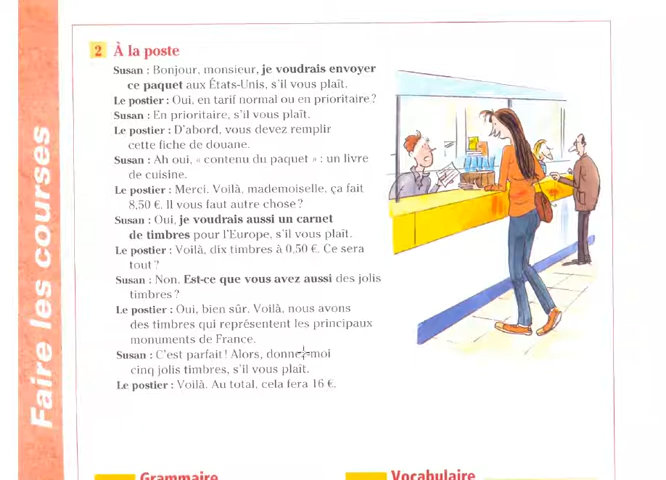 Faire les courses
2 À la poste
Susan : Bonjour, monsieur, je voudrais envoyer
ce paquet aux États-Unis, s'il vous plaît.
Le postier : Oui, en tarif normal ou en prioritaire ?
Susan : En prioritaire, s'il vous plaît.
Le postier : D'abord, vous devez remplir
cette fiche de douane.
Susan : Ah oui, « contenu du paquet » : un livre
de cuisine.
Le postier : Merci. Voilà, mademoiselle, ça fait
8,50 €. Il vous faut autre chose ?
Susan : Oui, je voudrais aussi un carnet
de timbres pour l'Europe, s'il vous plaît.
Le postier : Voilà, dix timbres à 0,50 €. Ce sera
tout ?
Susan : Non. Est-ce que vous avez aussi des jolis
timbres ?
Le postier : Oui, bien sûr. Voilà, nous avons
des timbres qui représentent les principaux
monuments de France.
Susan : C'est parfait ! Alors, donnez-moi
cinq jolis timbres, s'il vous plaît.
Le postier : Voilà. Au total, cela fera 16 €.
Grammaire
Vocabulaire